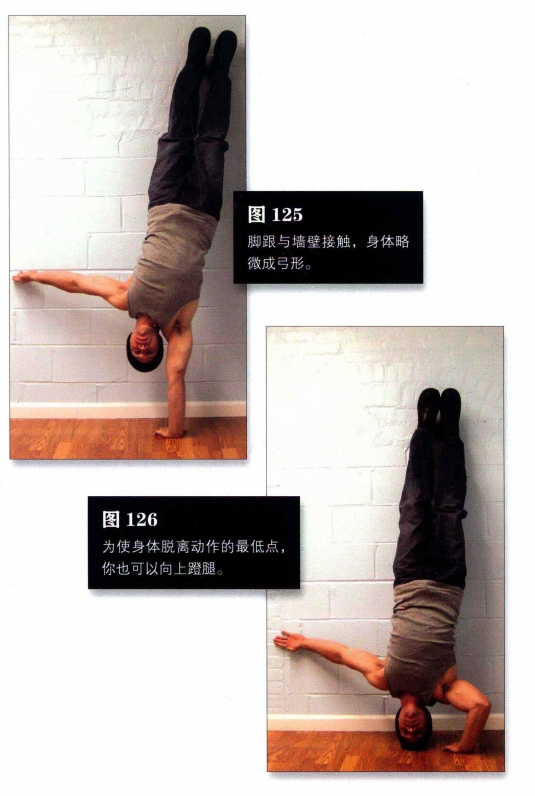 图 125
脚跟与墙壁接触，身体略
微成弓形。
图 126
为使身体脱离动作的最低点，
你也可以向上蹬腿。